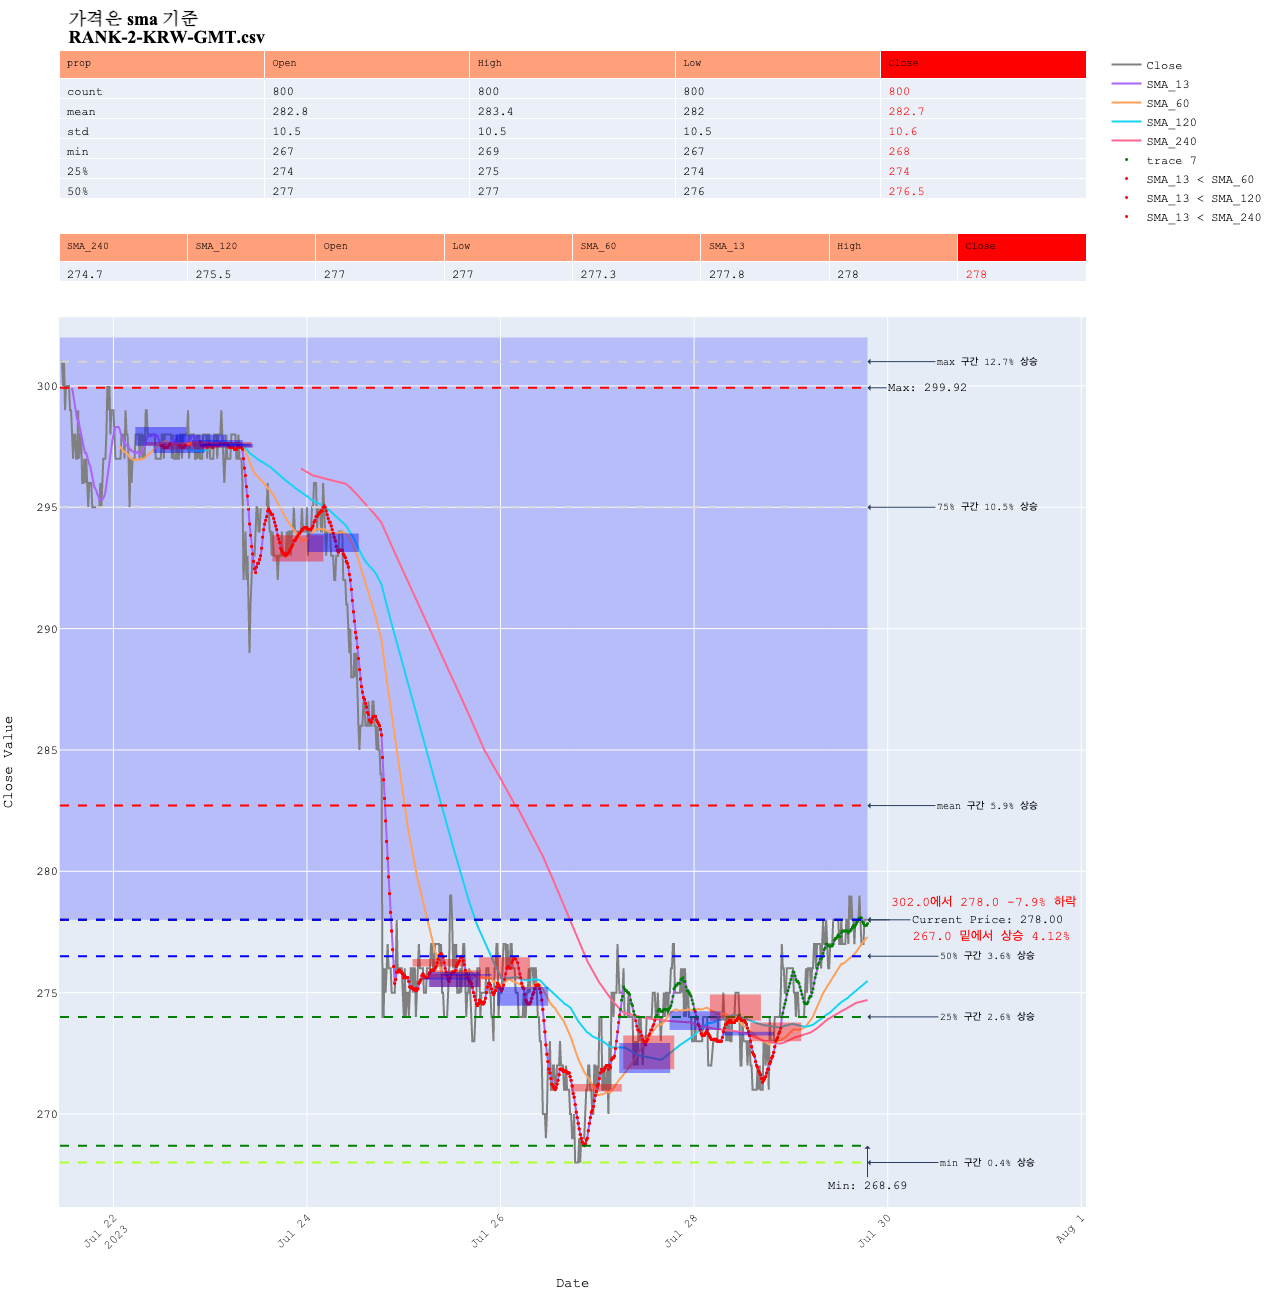 가격은 sma 기준
RANK-2-KRW-GMT.csv
prop Open High Low Close
count 800 800 800 800
mean 282.8 283.4 282 282.7
std 10.5 10.5 10.5 10.6
min 267 269 267 268
25% 274 275 274 274
50% 277 277 276 276.5
Close
SMA_13
SMA_60
SMA_120
SMA_240
trace 7
SMA_13 < SMA_60
SMA_13 < SMA_120
SMA_13 < SMA_240
SMA_240 SMA_120 Open Low SMA_60 SMA_13 High Close
274.7 275.5 277 277 277.3 277.8 278 278
max 구간 12.7% 상승
Max: 299.92
75% 구간 10.5% 상승
mean 구간 5.9% 상승
302.0에서 278.0 -7.9% 하락
Current Price: 278.00
267.0 밑에서 상승 4.12%
50% 구간 3.6% 상승
25% 구간 2.6% 상승
min 구간 0.4% 상승
Min: 268.69
300
295
290
285
280
275
270
Close Value
Jul 22
2023
Jul 24
Jul 26
Jul 28
Jul 30
Aug 1
Date